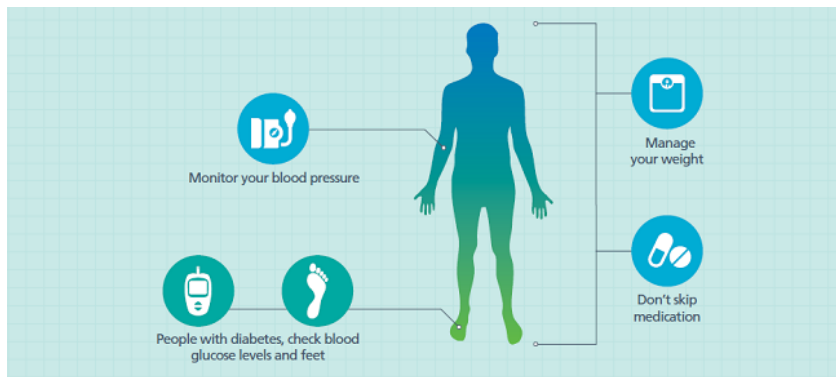 Monitor your blood pressure
Manage
your weight
People with diabetes, check blood
glucose levels and feet
Don't skip
medication